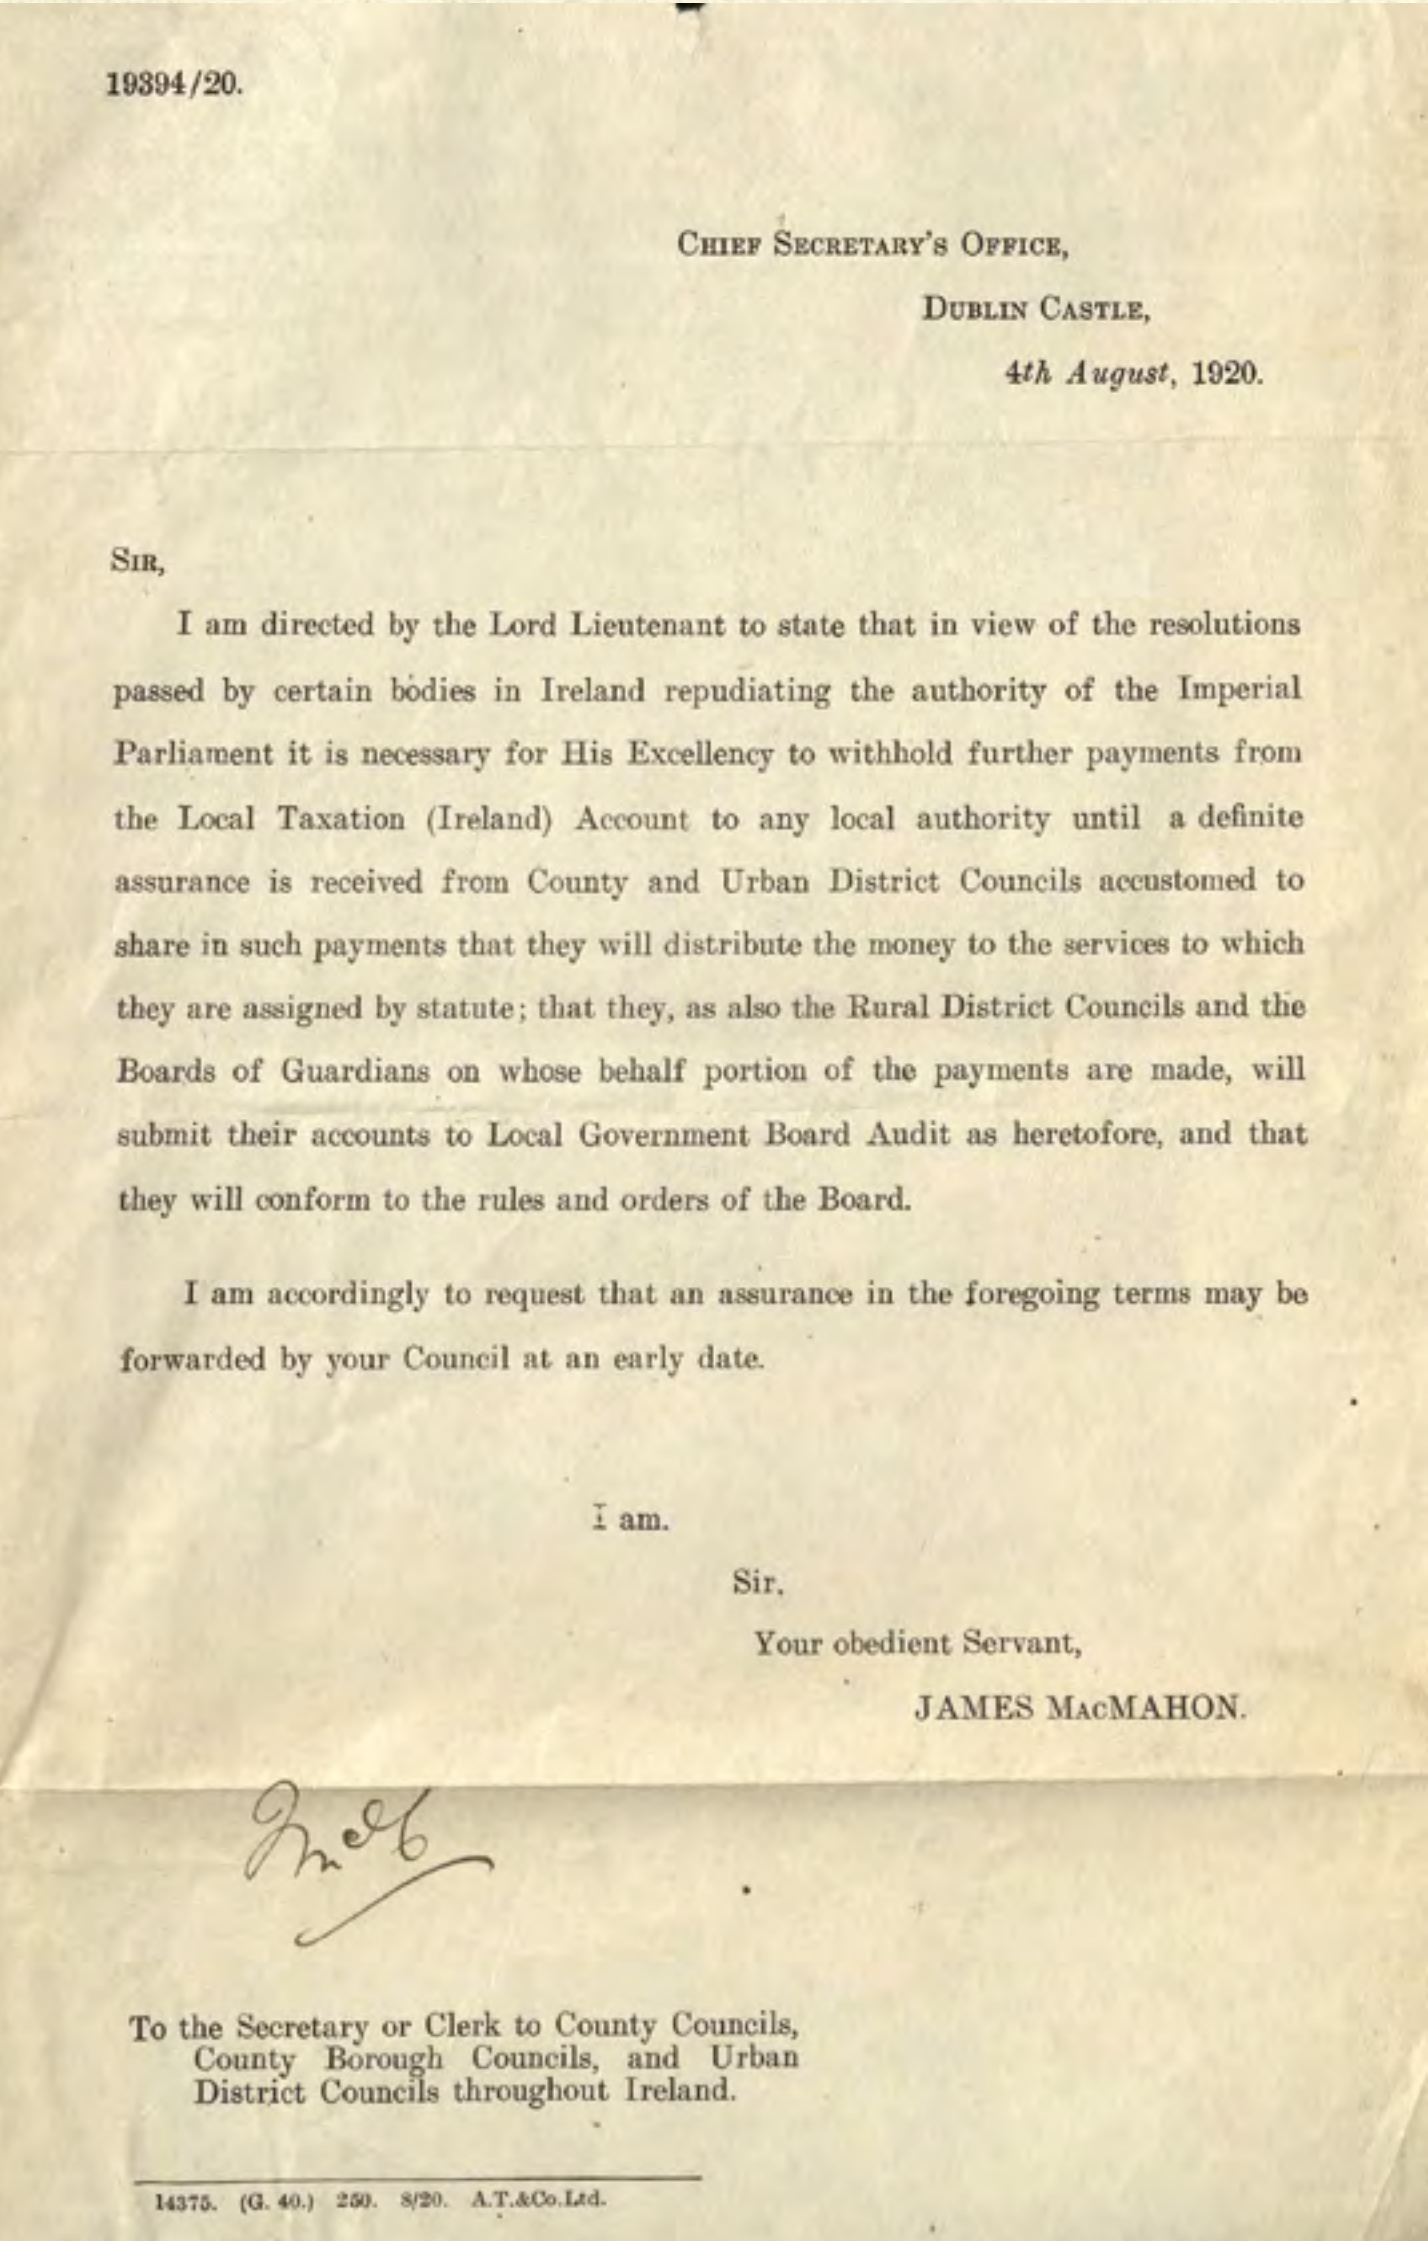 19394/20.
CHIEF SECRETARY'S OFFICE,
DUBLIN CASTLE,
4th August, 1920.
SIR,
I am directed by the Lord Lieutenant to state that in view of the resolutions
passed by certain bodies in Ireland repudiating the authority of the Imperial
Parliament it is necessary for His Excellency to withhold further payments from
the Local Taxation (Ireland) Account to any local authority until a definite
assurance is received from County and Urban District Councils accustomed to
share in such payments that they will distribute the money to the services to which
they are assigned by statute; that they, as also the Rural District Councils and the
Boards of Guardians on whose behalf portion of the payments are made, will
submit their accounts to Local Government Board Audit as heretofore, and that
they will conform to the rules and orders of the Board.
I am accordingly to request that an assurance in the foregoing terms may be
forwarded by your Council at an early date.
I am.
Sir.
Your obedient Servant,
JAMES MACMAHON.
To the Secretary or Clerk to County Councils,
County Borough Councils, and Urban
District Councils throughout Ireland.
14375. (G. 40.) 250. 8/20. A.T.&Co.Ltd.